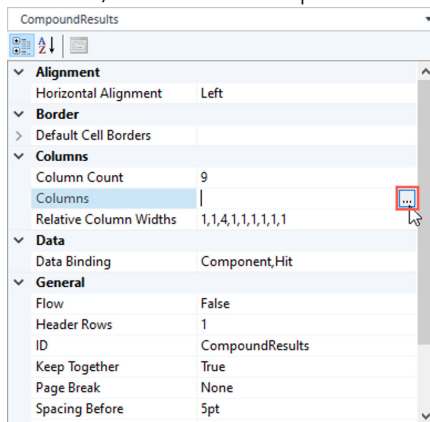 CompoundResults
Alignment
Horizontal Alignment Left
Border
Default Cell Borders
Columns
Column Count 9
Columns ...
Relative Column Widths 1,1,4,1,1,1,1,1,1
Data
Data Binding Component,Hit
General
Flow False
Header Rows 1
ID CompoundResults
Keep Together True
Page Break None
Spacing Before 5pt